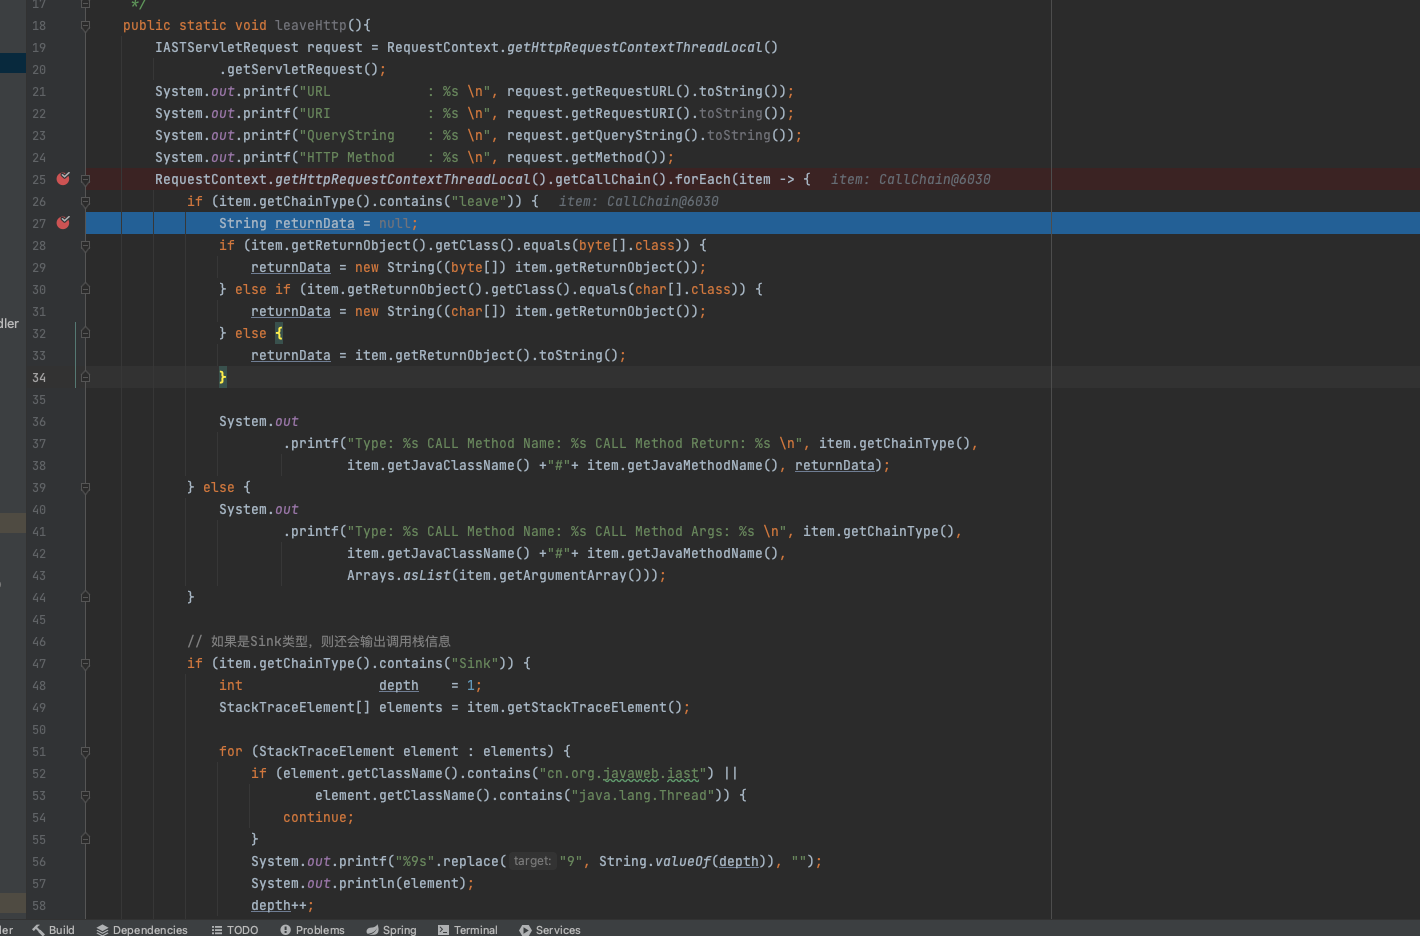 17 */
18 public static void leaveHttp(){
19 IASTServletRequest request = RequestContext.getHttpRequestContextThreadLocal()
20 .getServletRequest();
21 System.out.printf("URL            : %s \n", request.getRequestURL().toString());
22 System.out.printf("URI            : %s \n", request.getRequestURI().toString());
23 System.out.printf("QueryString    : %s \n", request.getQueryString().toString());
24 System.out.printf("HTTP Method    : %s \n", request.getMethod());
25 RequestContext.getHttpRequestContextThreadLocal().getCallChain().forEach(item -> { item: CallChain@6030
26 if (item.getChainType().contains("leave")) { item: CallChain@6030
27 String returnData = null;
28 if (item.getReturnObject().getClass().equals(byte[].class)) {
29 returnData = new String((byte[]) item.getReturnObject());
30 } else if (item.getReturnObject().getClass().equals(char[].class)) {
31 returnData = new String((char[]) item.getReturnObject());
dler
32 } else {
33 returnData = item.getReturnObject().toString();
34 }
35
36 System.out
37 .printf("Type: %s CALL Method Name: %s CALL Method Return: %s \n", item.getChainType(),
38 item.getJavaClassName() +"#"+ item.getJavaMethodName(), returnData);
39 } else {
40 System.out
41 .printf("Type: %s CALL Method Name: %s CALL Method Args: %s \n", item.getChainType(),
42 item.getJavaClassName() +"#"+ item.getJavaMethodName(),
43 Arrays.asList(item.getArgumentArray()));
44 }
45
46 // 如果是Sink类型，则还会输出调用栈信息
47 if (item.getChainType().contains("Sink")) {
48 int                 depth    = 1;
49 StackTraceElement[] elements = item.getStackTraceElement();
50
51 for (StackTraceElement element : elements) {
52 if (element.getClassName().contains("cn.org.javaweb.iast") ||
53 element.getClassName().contains("java.lang.Thread")) {
54 continue;
55 }
56 System.out.printf("%9s".replace( target: "9", String.valueOf(depth)), "");
57 System.out.println(element);
58 depth++;
ler Build Dependencies TODO Problems Spring Terminal Services